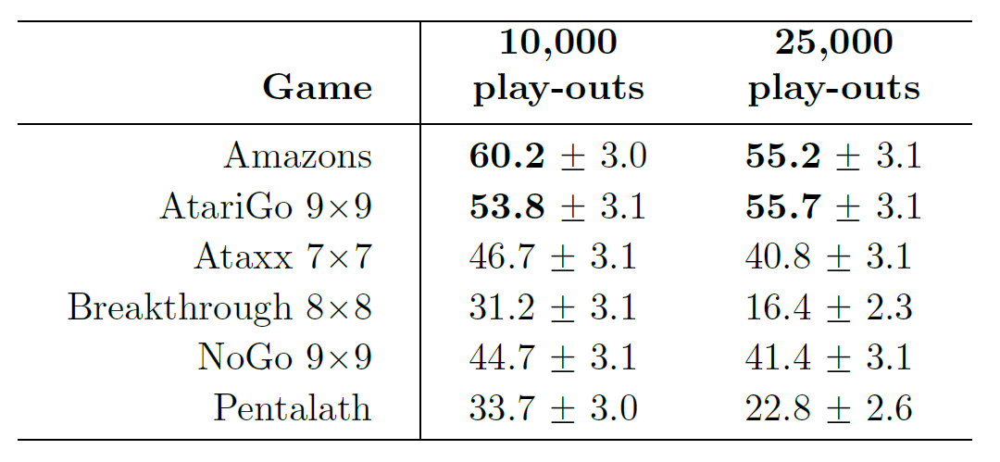 10,000 25,000
Game play-outs play-outs
Amazons 60.2 ± 3.0 55.2 ± 3.1
AtariGo 9×9 53.8 ± 3.1 55.7 ± 3.1
Ataxx 7×7 46.7 ± 3.1 40.8 ± 3.1
Breakthrough 8×8 31.2 ± 3.1 16.4 ± 2.3
NoGo 9×9 44.7 ± 3.1 41.4 ± 3.1
Pentalath 33.7 ± 3.0 22.8 ± 2.6